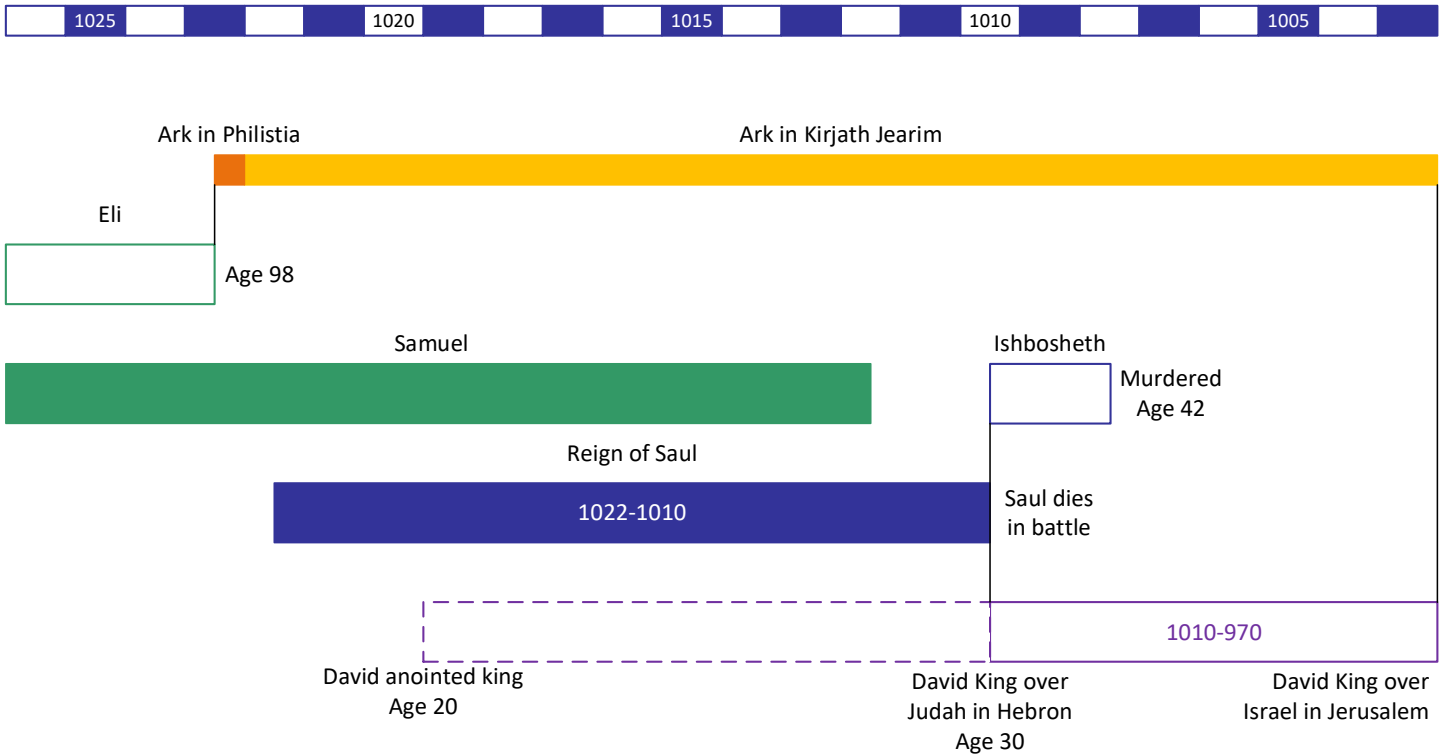 1025 1020 1015 1010 1005
Ark in Philistia
Ark in Kirjath Jearim
Eli
Age 98
Samuel
Ishbosheth
Murdered
Age 42
Reign of Saul
1022-1010
Saul dies
in battle
1010-970
David anointed king
Age 20
David King over
Judah in Hebron
Age 30
David King over
Israel in Jerusalem